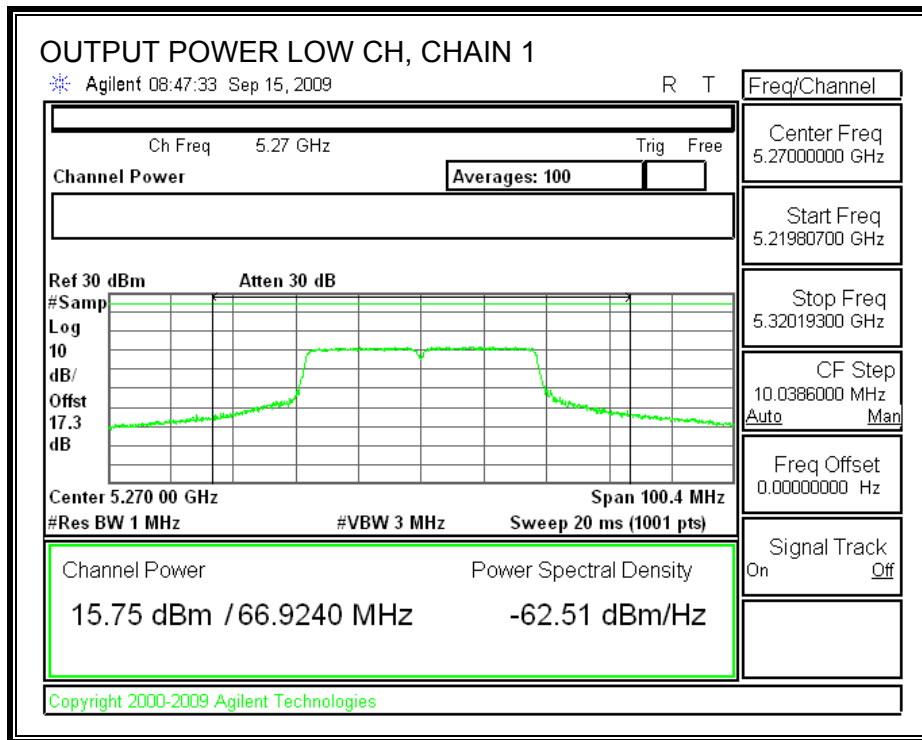 OUTPUT POWER LOW CH, CHAIN 1
Agilent 08:47:33 Sep 15, 2009 R T
Freq/Channel
Ch Freq 5.27 GHz Trig Free
Channel Power Averages: 100
Center Freq
5.27000000 GHz
Start Freq
5.21980700 GHz
Stop Freq
5.32019300 GHz
CF Step
10.0386000 MHz
Auto Man
Freq Offset
0.00000000 Hz
Signal Track
On Off
Ref 30 dBm Atten 30 dB
#Samp
Log
10
dB/
Offst
17.3
dB
Center 5.270 00 GHz Span 100.4 MHz
#Res BW 1 MHz #VBW 3 MHz Sweep 20 ms (1001 pts)
Channel Power Power Spectral Density
15.75 dBm / 66.9240 MHz -62.51 dBm/Hz
Copyright 2000-2009 Agilent Technologies